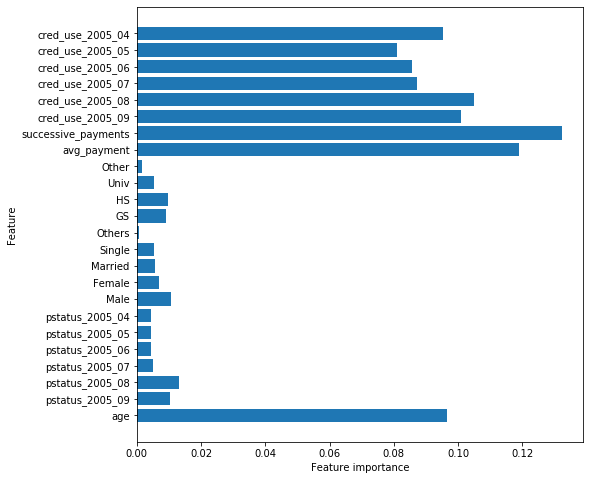 cred_use_2005_04
cred_use_2005_05
cred_use_2005_06
cred_use_2005_07
cred_use_2005_08
cred_use_2005_09
successive_payments
avg_payment
Other
Univ
HS
GS
Others
Single
Married
Female
Male
pstatus_2005_04
pstatus_2005_05
pstatus_2005_06
pstatus_2005_07
pstatus_2005_08
pstatus_2005_09
age
Feature
0.00 0.02 0.04 0.06 0.08 0.10 0.12
Feature importance